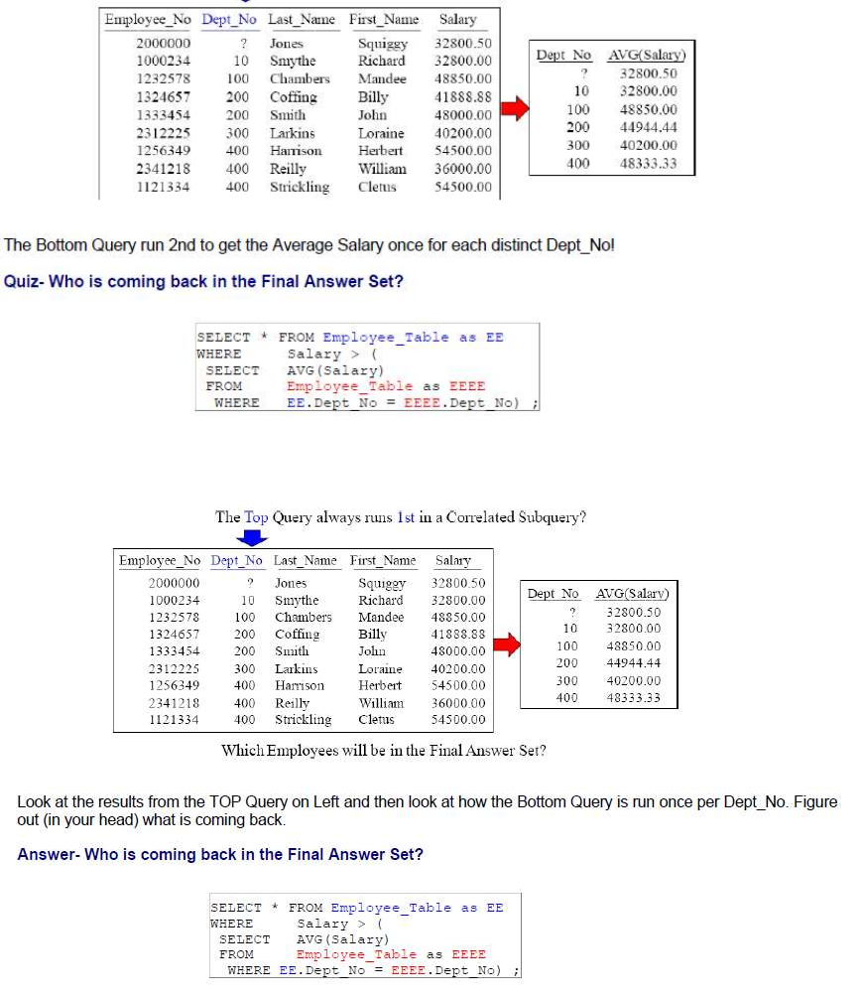 Employee_No Dept_No Last_Name First_Name Salary
2000000 ? Jones Squiggy 32800.50
1000234 10 Smythe Richard 32800.00
1232578 100 Chambers Mandee 48850.00
1324657 200 Coffing Billy 41888.88
1333454 200 Smith John 48000.00
2312225 300 Larkins Loraine 40200.00
1256349 400 Harrison Herbert 54500.00
2341218 400 Reilly William 36000.00
1121334 400 Strickling Cletus 54500.00
Dept_No AVG(Salary)
? 32800.50
10 32800.00
100 48850.00
200 44944.44
300 40200.00
400 48333.33
The Bottom Query run 2nd to get the Average Salary once for each distinct Dept_No!
Quiz- Who is coming back in the Final Answer Set?
SELECT * FROM Employee_Table as EE
WHERE Salary > (
SELECT AVG(Salary)
FROM Employee_Table as EEEE
WHERE EE.Dept_No = EEEE.Dept_No) ;
The Top Query always runs 1st in a Correlated Subquery?
Employee_No Dept_No Last_Name First_Name Salary
2000000 ? Jones Squiggy 32800.50
1000234 10 Smythe Richard 32800.00
1232578 100 Chambers Mandee 48850.00
1324657 200 Coffing Billy 41888.88
1333454 200 Smith John 48000.00
2312225 300 Larkins Loraine 40200.00
1256349 400 Harrison Herbert 54500.00
2341218 400 Reilly William 36000.00
1121334 400 Strickling Cletus 54500.00
Dept_No AVG(Salary)
? 32800.50
10 32800.00
100 48850.00
200 44944.44
300 40200.00
400 48333.33
Which Employees will be in the Final Answer Set?
Look at the results from the TOP Query on Left and then look at how the Bottom Query is run once per Dept_No. Figure
out (in your head) what is coming back.
Answer- Who is coming back in the Final Answer Set?
SELECT * FROM Employee_Table as EE
WHERE Salary > (
SELECT AVG(Salary)
FROM Employee_Table as EEEE
WHERE EE.Dept_No = EEEE.Dept_No) ;